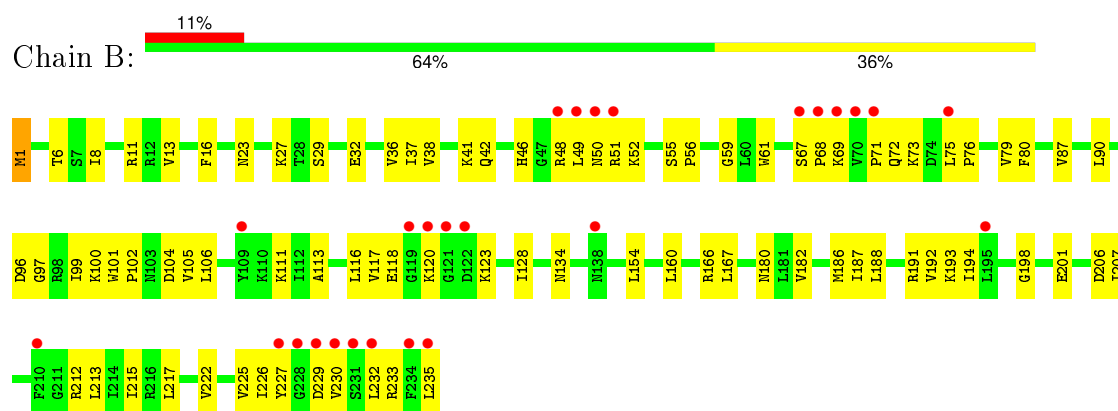 11%
Chain B:
64% 36%
M1 T6 S7 I8 R11 R12 V13 F16 N23 K27 T28 S29 E32 V36 I37 V38 K41 Q42 H46 G47 R48 L49 N50 R51 K52 S55 P56 Q59 L60 W61 S67 P68 K69 V70 P71 Q72 K73 D74 L75 P76 V79 F80 V87 L90
D96 G97 R98 I99 K100 W101 P102 N103 D104 V105 L106 Y109 K110 K111 I112 A113 L116 V117 E118 G119 K120 G121 D122 K123 I128 N134 N138 L154 L160 R166 L167 N180 L181 V182 M186 I187 L188 R191 V192 K193 I194 L195 G198 E201 D206
F210 G211 R212 L213 I214 I215 R216 L217 V222 V225 I226 Y227 G228 D229 V230 S231 L232 R233 F234 L235